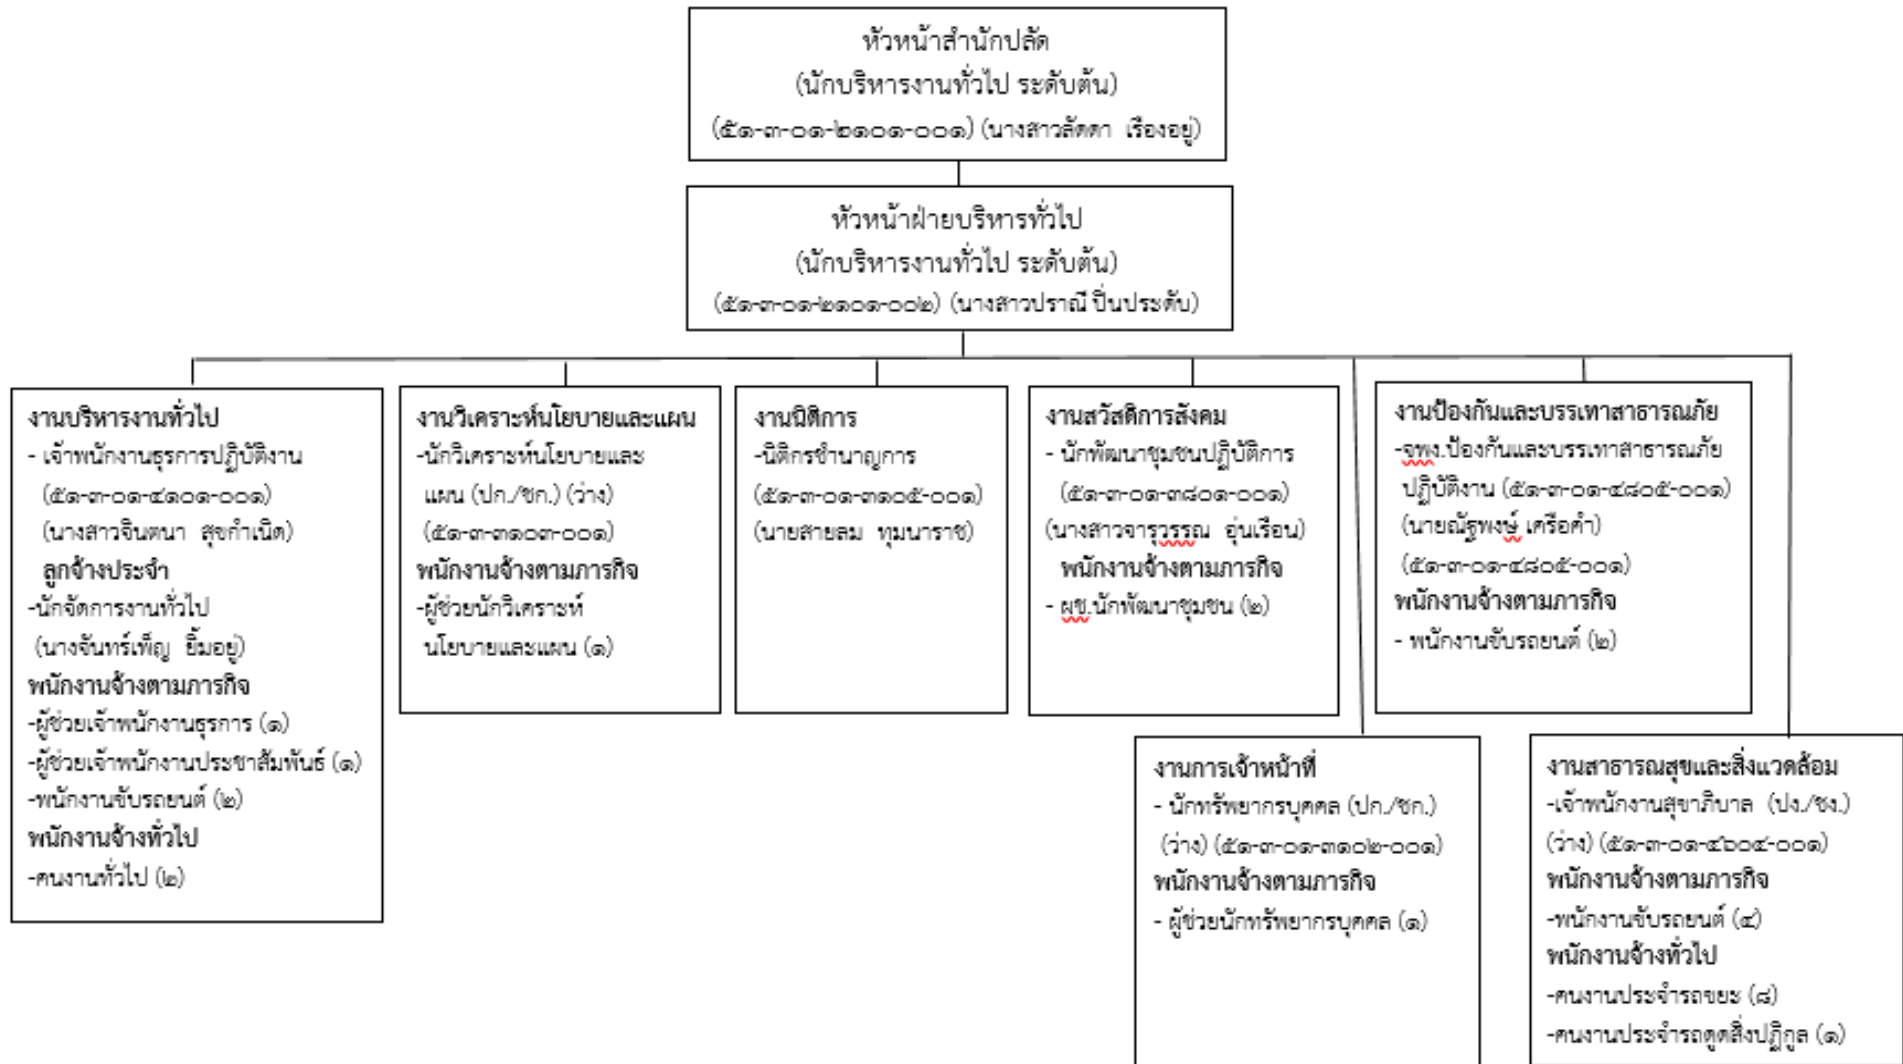 หัวหน้าสำนักปลัด
(นักบริหารงานทั่วไป ระดับต้น)
(๕๑-๓-๐๑-๒๑๐๑-๐๐๑) (นางสาวลัดดา เรืองอยู่)
หัวหน้าฝ่ายบริหารทั่วไป
(นักบริหารงานทั่วไป ระดับต้น)
(๕๑-๓-๐๑-๒๑๐๑-๐๐๒) (นางสาวปราณี ปิ่นประดับ)
งานบริหารงานทั่วไป
- เจ้าพนักงานธุรการปฏิบัติงาน
(๕๑-๓-๐๑-๔๑๐๑-๐๐๑)
(นางสาวจินตนา สุขกำเนิด)
ลูกจ้างประจำ
-นักจัดการงานทั่วไป
(นางจันทร์เพ็ญ ยิ้มอยู่)
พนักงานจ้างตามภารกิจ
-ผู้ช่วยเจ้าพนักงานธุรการ (๑)
-ผู้ช่วยเจ้าพนักงานประชาสัมพันธ์ (๑)
-พนักงานขับรถยนต์ (๒)
พนักงานจ้างทั่วไป
-คนงานทั่วไป (๒)
งานวิเคราะห์นโยบายและแผน
-นักวิเคราะห์นโยบายและ
แผน (ปก./ชก.) (ว่าง)
(๕๑-๓-๓๑๐๓-๐๐๑)
พนักงานจ้างตามภารกิจ
-ผู้ช่วยนักวิเคราะห์
นโยบายและแผน (๑)
งานนิติการ
-นิติกรชำนาญการ
(๕๑-๓-๐๑-๓๑๐๕-๐๐๑)
(นายสายลม ทุมนาราช)
งานสวัสดิการสังคม
- นักพัฒนาชุมชนปฏิบัติการ
(๕๑-๓-๐๑-๓๘๐๑-๐๐๑)
(นางสาวจารุวรรณ อุ่นเรือน)
พนักงานจ้างตามภารกิจ
- ผช.นักพัฒนาชุมชน (๒)
งานป้องกันและบรรเทาสาธารณภัย
-จพง.ป้องกันและบรรเทาสาธารณภัย
ปฏิบัติงาน (๕๑-๓-๐๑-๔๘๐๕-๐๐๑)
(นายณัฐพงษ์ เครือคำ)
(๕๑-๓-๐๑-๔๘๐๕-๐๐๑)
พนักงานจ้างตามภารกิจ
- พนักงานขับรถยนต์ (๒)
งานการเจ้าหน้าที่
- นักทรัพยากรบุคคล (ปก./ชก.)
(ว่าง) (๕๑-๓-๐๑-๓๑๐๒-๐๐๑)
พนักงานจ้างตามภารกิจ
- ผู้ช่วยนักทรัพยากรบุคคล (๑)
งานสาธารณสุขและสิ่งแวดล้อม
-เจ้าพนักงานสุขาภิบาล (ปง./ชง.)
(ว่าง) (๕๑-๓-๐๑-๔๖๐๔-๐๐๑)
พนักงานจ้างตามภารกิจ
-พนักงานขับรถยนต์ (๔)
พนักงานจ้างทั่วไป
-คนงานประจำรถขยะ (๘)
-คนงานประจำรถดูดสิ่งปฏิกูล (๑)